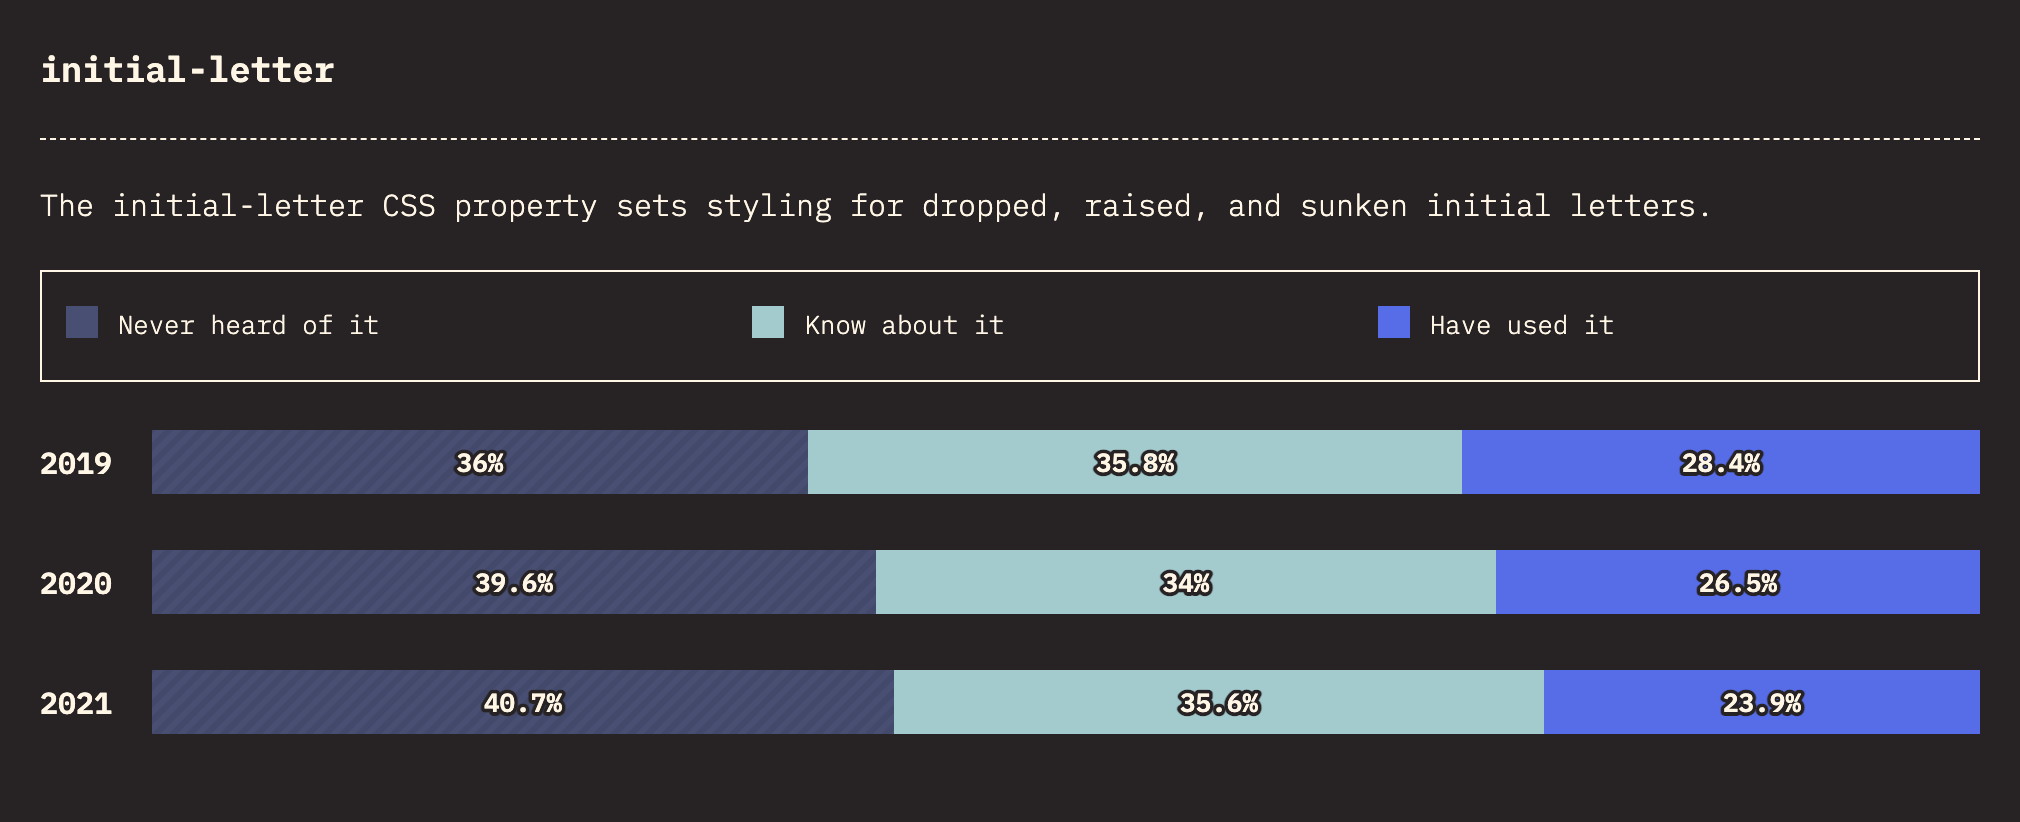 initial-letter
The initial-letter CSS property sets styling for dropped, raised, and sunken initial letters.
Never heard of it Know about it Have used it
2019 36% 35.8% 28.4%
2020 39.6% 34% 26.5%
2021 40.7% 35.6% 23.9%